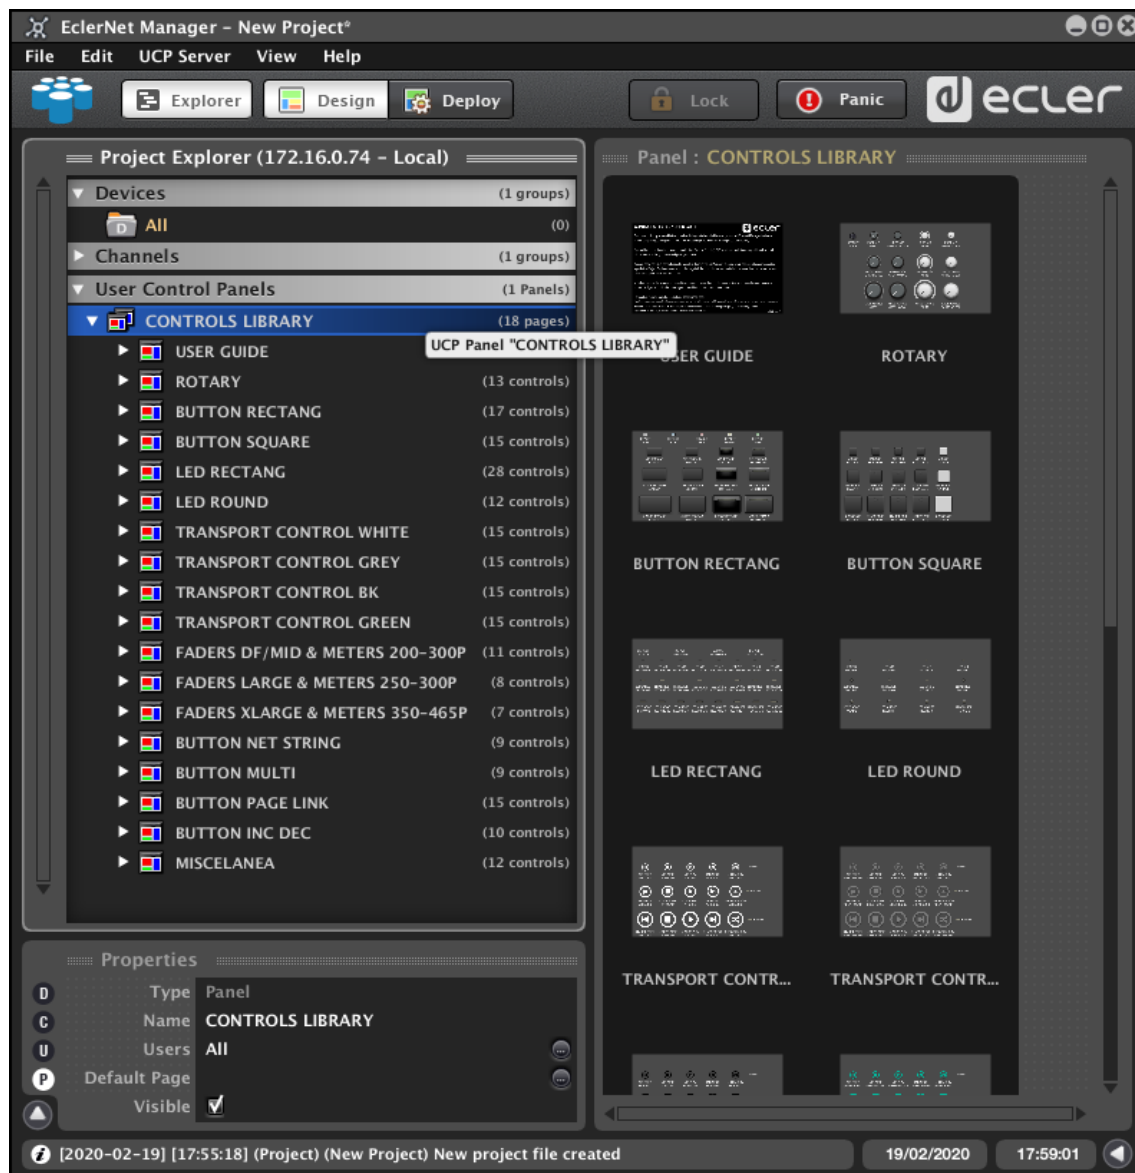 EclerNet Manager – New Project*
File Edit UCP Server View Help
Explorer Design Deploy Lock Panic ecler
Project Explorer (172.16.0.74 – Local)
Devices (1 groups)
D All (0)
Channels (1 groups)
User Control Panels (1 Panels)
CONTROLS LIBRARY (18 pages)
UCP Panel "CONTROLS LIBRARY"
USER GUIDE
ROTARY (13 controls)
BUTTON RECTANG (17 controls)
BUTTON SQUARE (15 controls)
LED RECTANG (28 controls)
LED ROUND (12 controls)
TRANSPORT CONTROL WHITE (15 controls)
TRANSPORT CONTROL GREY (15 controls)
TRANSPORT CONTROL BK (15 controls)
TRANSPORT CONTROL GREEN (15 controls)
FADERS DF/MID & METERS 200–300P (11 controls)
FADERS LARGE & METERS 250–300P (8 controls)
FADERS XLARGE & METERS 350–465P (7 controls)
BUTTON NET STRING (9 controls)
BUTTON MULTI (9 controls)
BUTTON PAGE LINK (15 controls)
BUTTON INC DEC (10 controls)
MISCELANEA (12 controls)
Properties
D Type Panel
C Name CONTROLS LIBRARY
U Users All
P Default Page
Visible
Panel : CONTROLS LIBRARY
ecler
USER GUIDE ROTARY
BUTTON RECTANG BUTTON SQUARE
LED RECTANG LED ROUND
TRANSPORT CONTR... TRANSPORT CONTR...
[2020–02–19] [17:55:18] (Project) (New Project) New project file created 19/02/2020 17:59:01